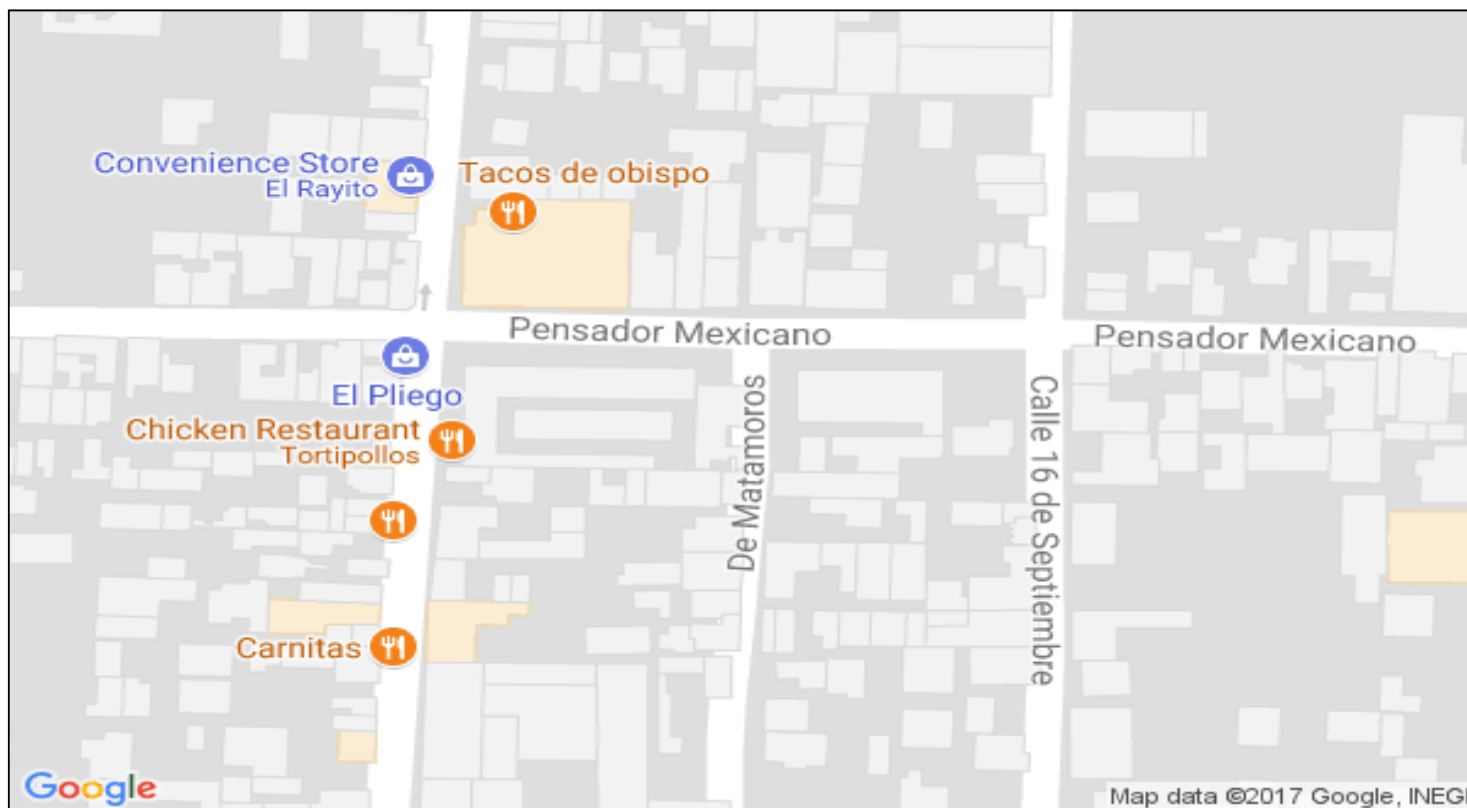 Convenience Store
El Rayito
Tacos de obispo
Pensador Mexicano
Pensador Mexicano
El Pliego
Chicken Restaurant
Tortipollos
De Matamoros
Calle 16 de Septiembre
Carnitas
Google
Map data ©2017 Google, INEGI